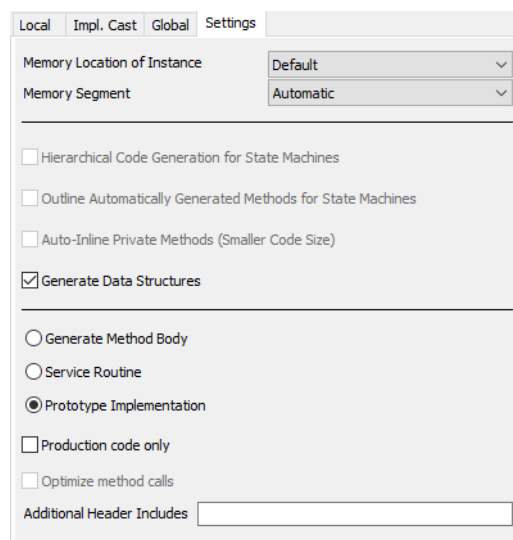 Local Impl. Cast Global Settings
Memory Location of Instance Default
Memory Segment Automatic
Hierarchical Code Generation for State Machines
Outline Automatically Generated Methods for State Machines
Auto-Inline Private Methods (Smaller Code Size)
Generate Data Structures
Generate Method Body
Service Routine
Prototype Implementation
Production code only
Optimize method calls
Additional Header Includes